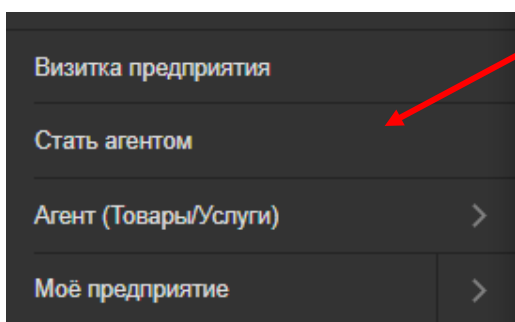 Визитка предприятия
Стать агентом
Агент (Товары/Услуги)
Моё предприятие